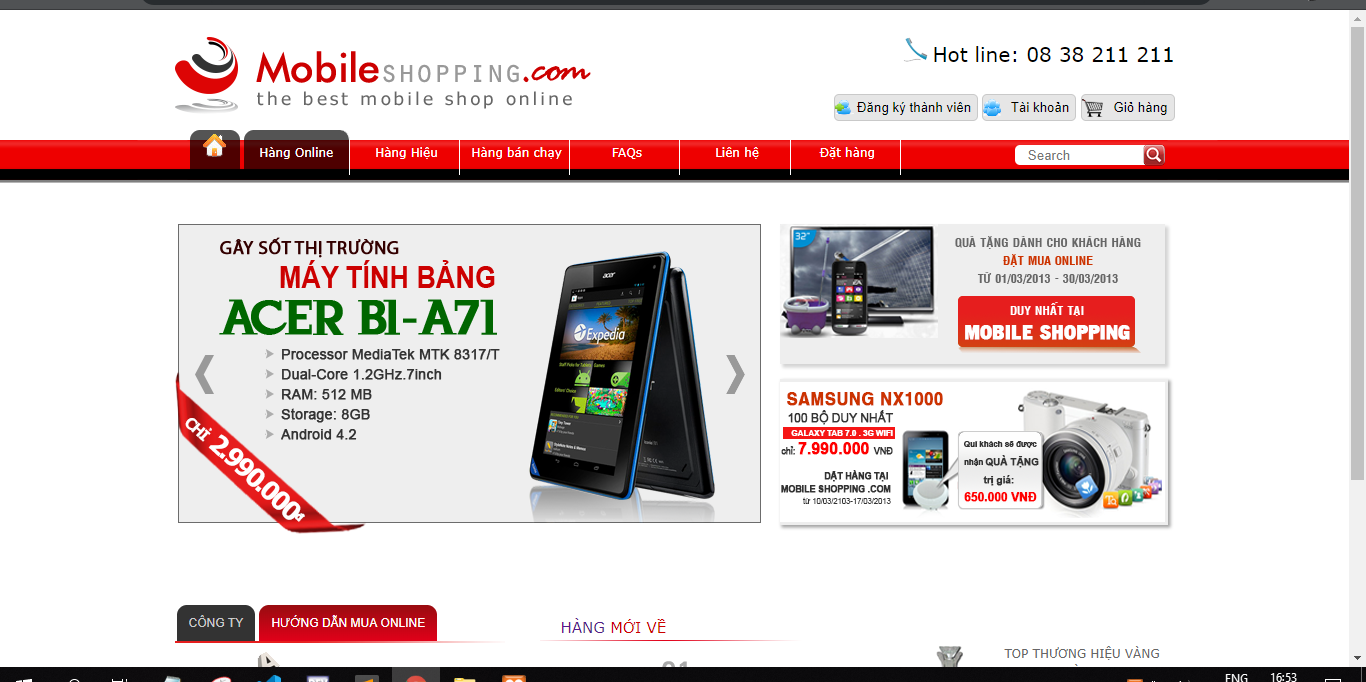 MobileSHOPPING.com
the best mobile shop online
Hot line: 08 38 211 211
Đăng ký thành viên
Tài khoản
Giỏ hàng
Hàng Online
Hàng Hiệu
Hàng bán chạy
FAQs
Liên hệ
Đặt hàng
Search
GÂY SỐT THỊ TRƯỜNG
MÁY TÍNH BẢNG
ACER B1-A71
Processor MediaTek MTK 8317/T
Dual-Core 1.2GHz.7inch
RAM: 512 MB
Storage: 8GB
Android 4.2
CHỈ: 2.990.000đ
acer
Expedia
32"
QUÀ TẶNG DÀNH CHO KHÁCH HÀNG
ĐẶT MUA ONLINE
TỪ 01/03/2013 - 30/03/2013
DUY NHẤT TẠI
MOBILE SHOPPING
SAMSUNG NX1000
100 BỘ DUY NHẤT
GALAXY TAB 7.0 . 3G WIFI
chỉ: 7.990.000 VNĐ
DẶT HÀNG TẠI
MOBILE SHOPPING .COM
từ 10/03/2103-17/03/2013
Quí khách sẽ được
nhận QUÀ TẶNG
trị giá:
650.000 VNĐ
CÔNG TY
HƯỚNG DẪN MUA ONLINE
HÀNG MỚI VỀ
TOP THƯƠNG HIỆU VÀNG
ENG
16:53